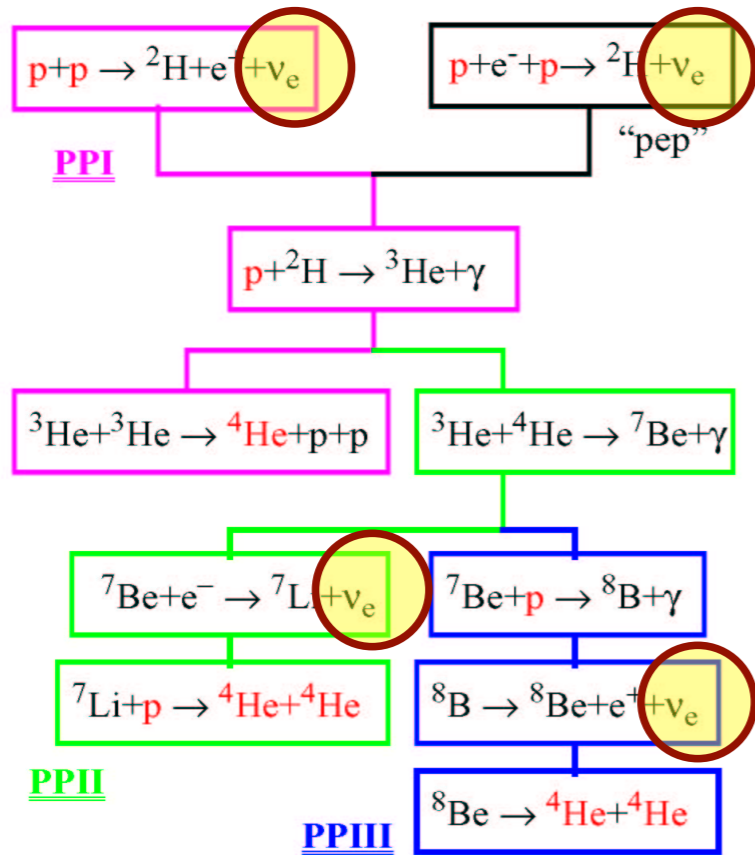 p+p → ²H+e⁺+νₑ
p+e⁻+p→ ²H+νₑ
"pep"
PPI
p+²H → ³He+γ
³He+³He → ⁴He+p+p
³He+⁴He → ⁷Be+γ
⁷Be+e⁻ → ⁷Li+νₑ
⁷Be+p → ⁸B+γ
⁷Li+p → ⁴He+⁴He
⁸B → ⁸Be+e⁺+νₑ
PPII
⁸Be → ⁴He+⁴He
PPIII